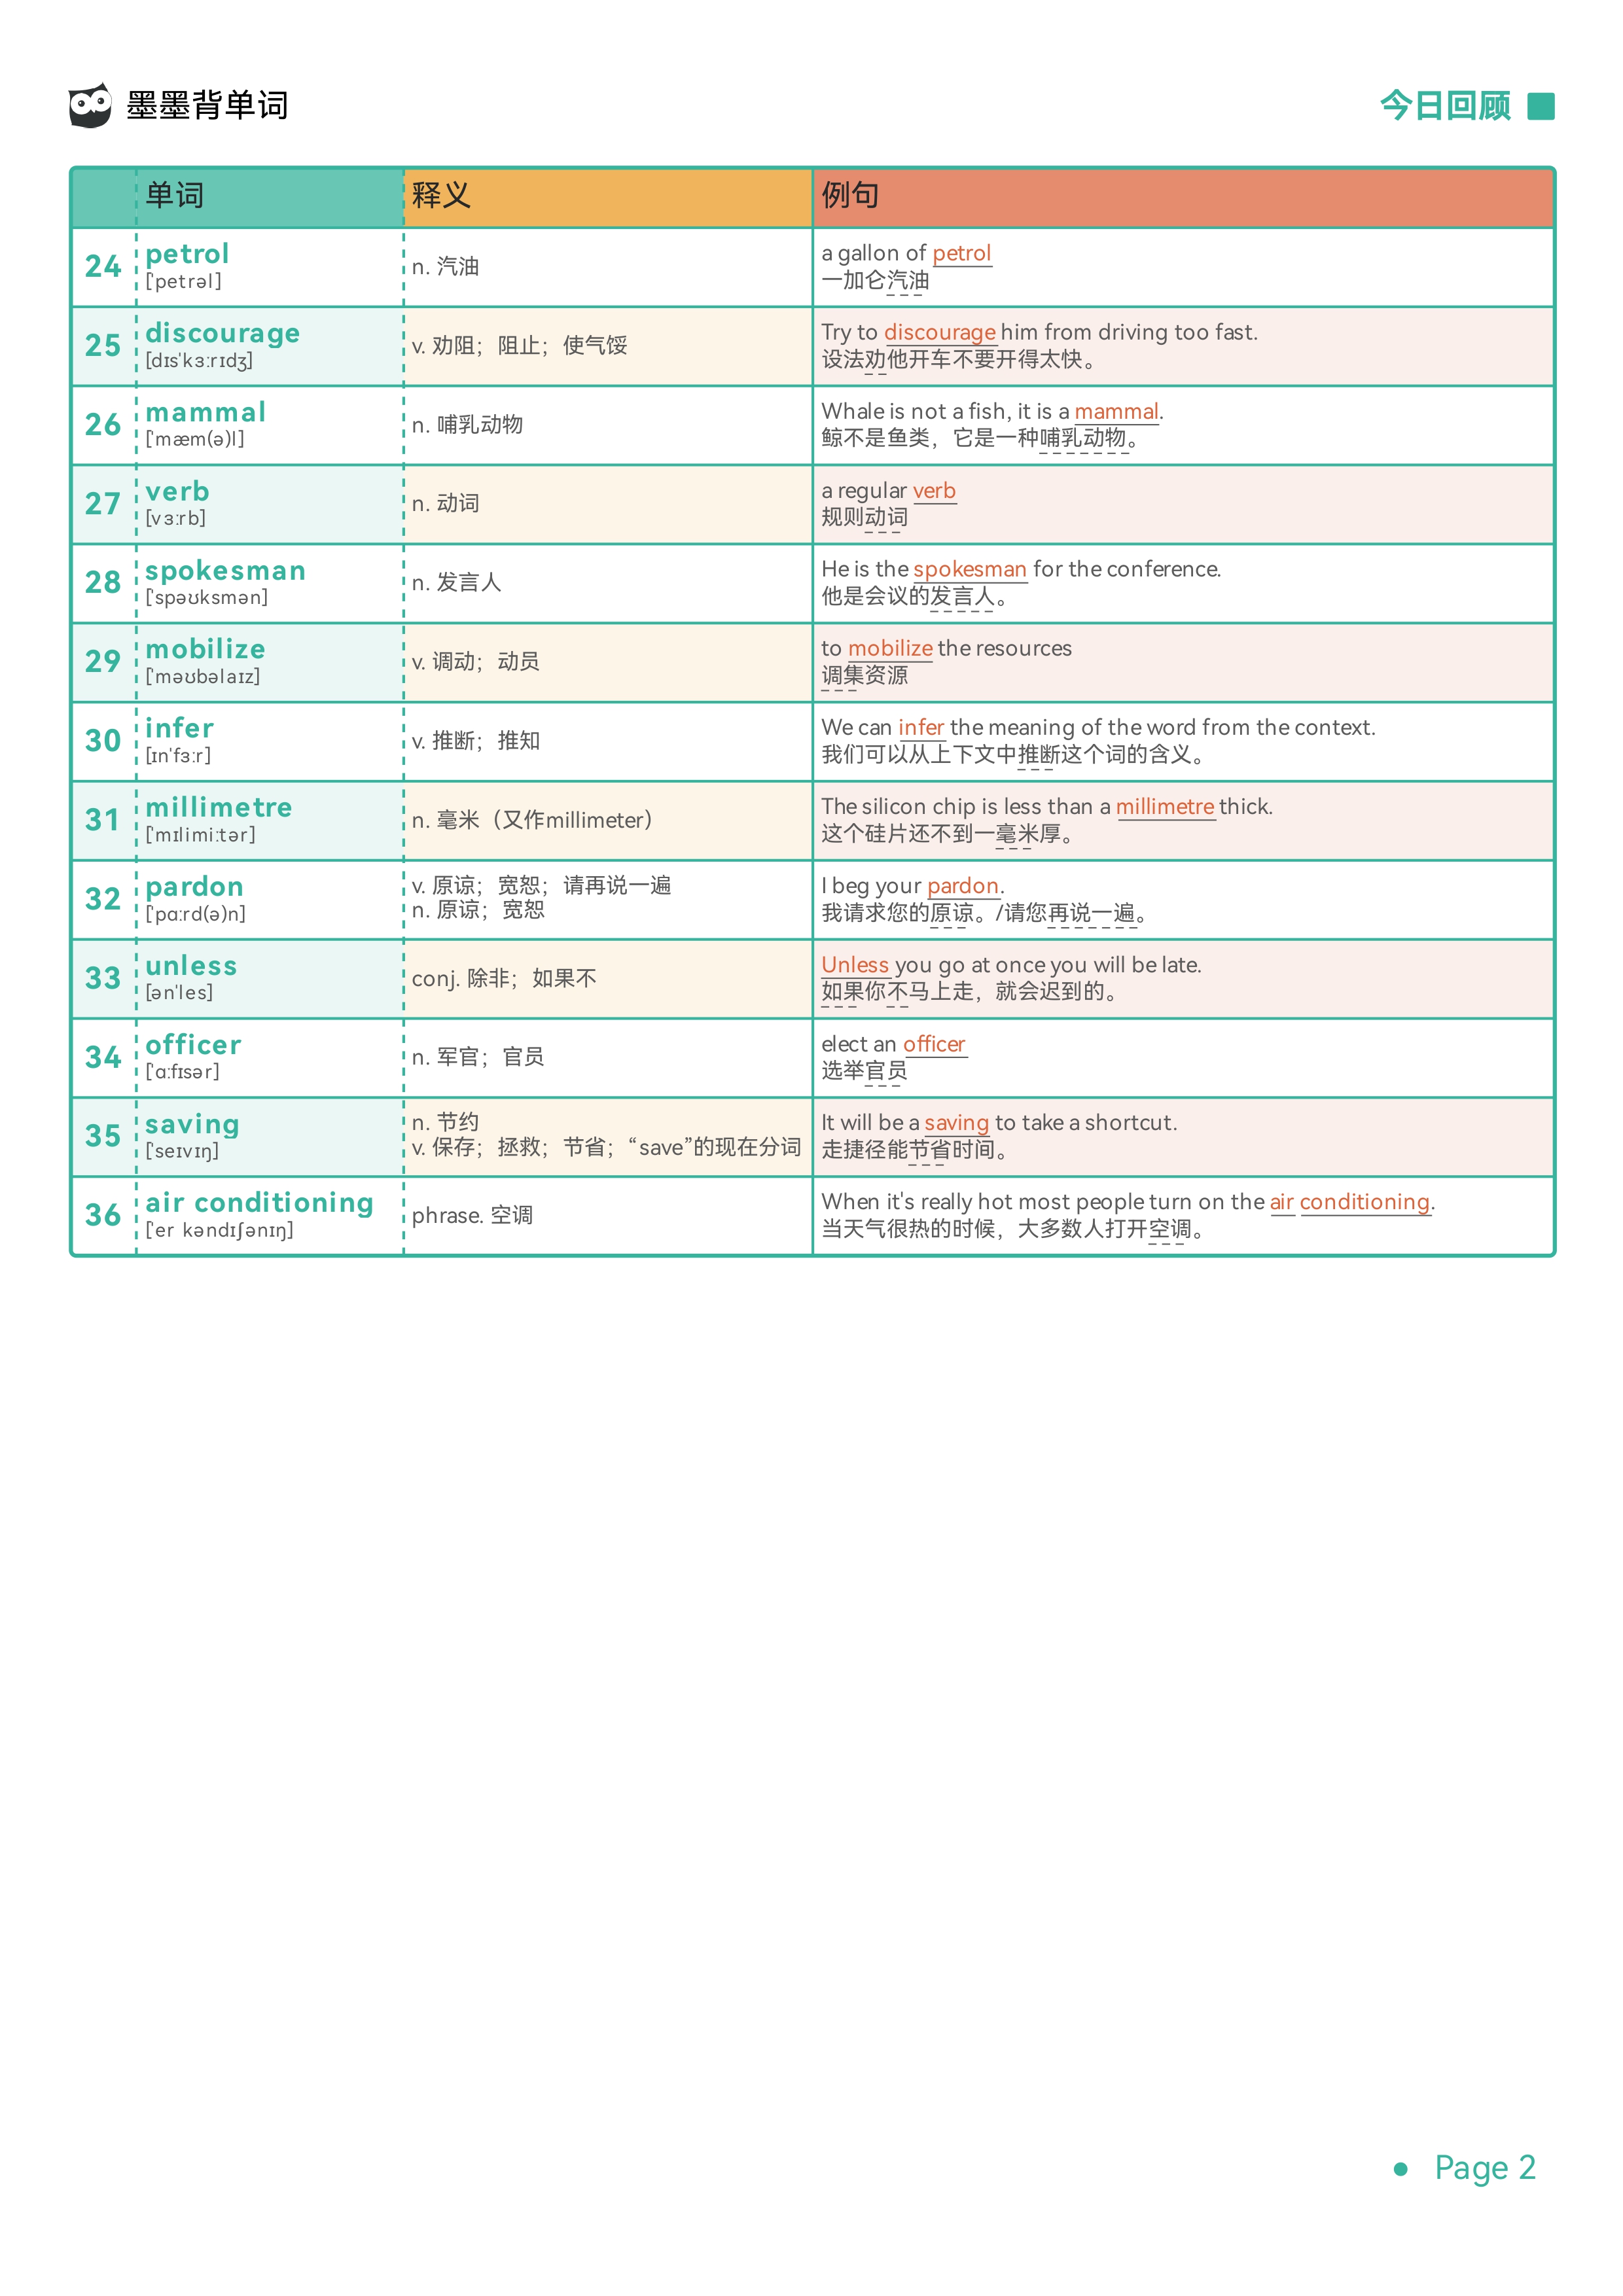 墨墨背单词
今日回顾
单词 释义 例句
24 petrol n. 汽油 a gallon of petrol
[ˈpetrəl] 一加仑汽油
25 discourage v. 劝阻；阻止；使气馁 Try to discourage him from driving too fast.
[dɪsˈkɜːrɪdʒ] 设法劝他开车不要开得太快。
26 mammal n. 哺乳动物 Whale is not a fish, it is a mammal.
[ˈmæm(ə)l] 鲸不是鱼类，它是一种哺乳动物。
27 verb n. 动词 a regular verb
[vɜːrb] 规则动词
28 spokesman n. 发言人 He is the spokesman for the conference.
[ˈspəʊksmən] 他是会议的发言人。
29 mobilize v. 调动；动员 to mobilize the resources
[ˈməʊbəlaɪz] 调集资源
30 infer v. 推断；推知 We can infer the meaning of the word from the context.
[ɪnˈfɜːr] 我们可以从上下文中推断这个词的含义。
31 millimetre n. 毫米（又作millimeter） The silicon chip is less than a millimetre thick.
[ˈmɪlimiːtər] 这个硅片还不到一毫米厚。
32 pardon v. 原谅；宽恕；请再说一遍 I beg your pardon.
[ˈpɑːrd(ə)n] n. 原谅；宽恕 我请求您的原谅。/请您再说一遍。
33 unless conj. 除非；如果不 Unless you go at once you will be late.
[ənˈles] 如果你不马上走，就会迟到的。
34 officer n. 军官；官员 elect an officer
[ˈɑːfɪsər] 选举官员
35 saving n. 节约 It will be a saving to take a shortcut.
[ˈseɪvɪŋ] v. 保存；拯救；节省；“save”的现在分词 走捷径能节省时间。
36 air conditioning phrase. 空调 When it's really hot most people turn on the air conditioning.
[ˈer kəndɪʃənɪŋ] 当天气很热的时候，大多数人打开空调。
Page 2